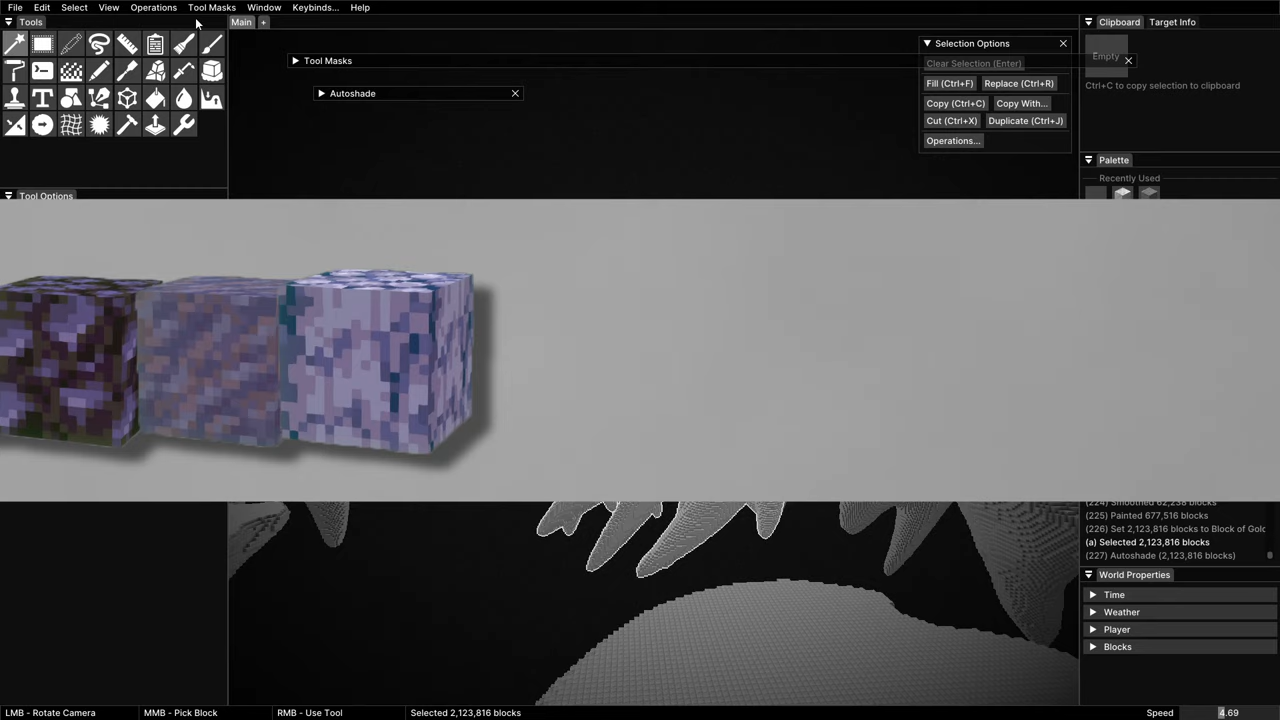 File Edit Select View Operations Tool Masks Window Keybinds... Help
Tools
Main +
Clipboard Target Info
Selection Options
Tool Masks
Empty
Clear Selection (Enter)
Fill (Ctrl+F) Replace (Ctrl+R)
Ctrl+C to copy selection to clipboard
Autoshade
Copy (Ctrl+C) Copy With...
Cut (Ctrl+X) Duplicate (Ctrl+J)
Operations...
Palette
Recently Used
Tool Options
(224) Smoothed 62,238 blocks
(225) Painted 677,516 blocks
(226) Set 2,123,816 blocks to Block of Gold
(a) Selected 2,123,816 blocks
(227) Autoshade (2,123,816 blocks)
World Properties
Time
Weather
Player
Blocks
LMB - Rotate Camera MMB - Pick Block RMB - Use Tool Selected 2,123,816 blocks Speed 4.69